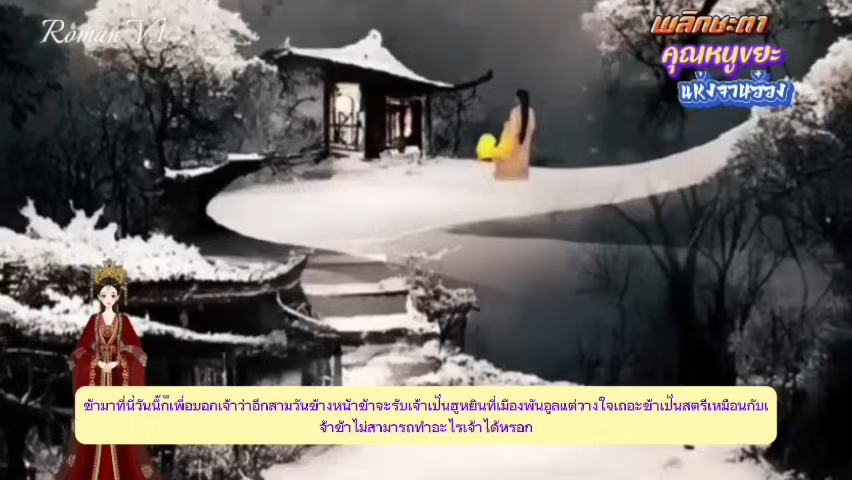 Roman V1
พลิกชะตา
คุณหนูขยะ
แห่งจวนอ๋อง
ข้ามาที่นี่วันนี้ก็เพื่อบอกเจ้าว่าอีกสามวันข้างหน้าข้าจะรับเจ้าเป็นฮูหยินที่เมืองพันอูลแต่วางใจเถอะข้าเป็นสตรีเหมือนกับเ
จ้าข้าไม่สามารถทำอะไรเจ้าได้หรอก